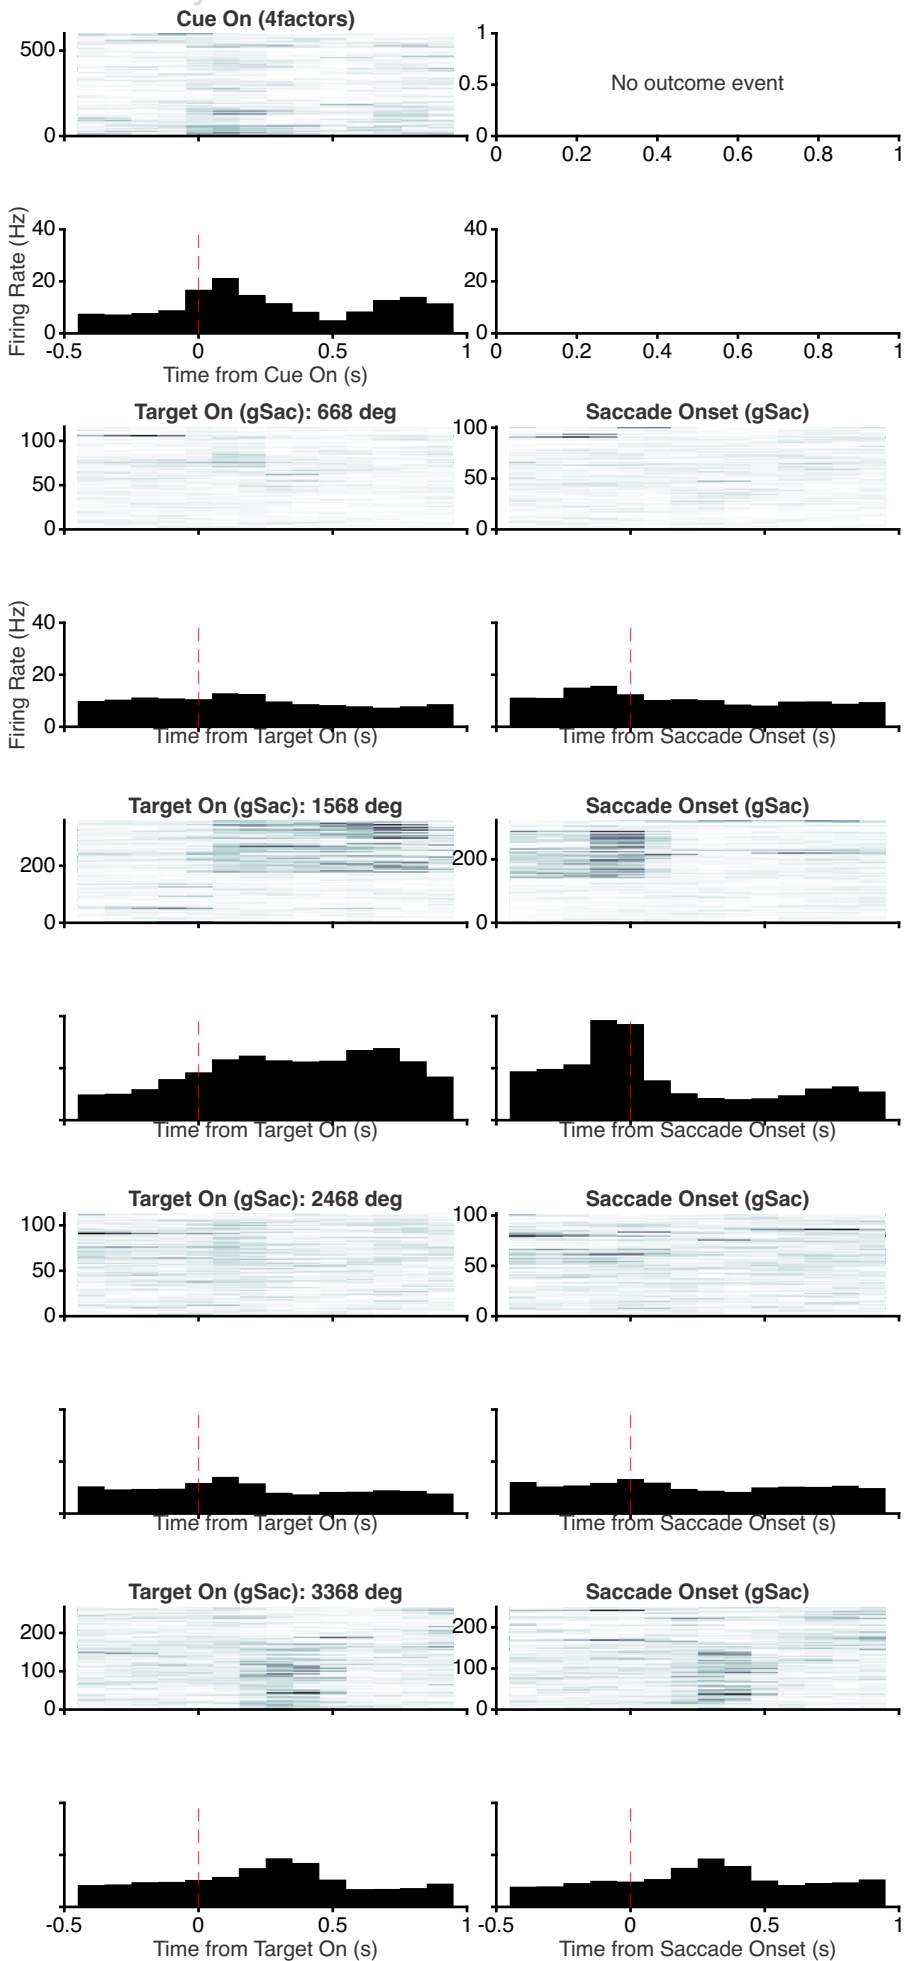 Cue On (4factors)
500
0
1
0.5
0
No outcome event
0 0.2 0.4 0.6 0.8 1
Firing Rate (Hz)
40
20
0
-0.5 0 0.5 1
Time from Cue On (s)
40
20
0
0 0.2 0.4 0.6 0.8 1
Target On (gSac): 668 deg
100
50
0
Saccade Onset (gSac)
100
50
0
Firing Rate (Hz)
40
20
0
Time from Target On (s)
Time from Saccade Onset (s)
Target On (gSac): 1568 deg
200
0
Saccade Onset (gSac)
200
0
Time from Target On (s)
Time from Saccade Onset (s)
Target On (gSac): 2468 deg
100
50
0
Saccade Onset (gSac)
100
50
0
Time from Target On (s)
Time from Saccade Onset (s)
Target On (gSac): 3368 deg
200
100
0
Saccade Onset (gSac)
200
100
0
-0.5 0 0.5 1
Time from Target On (s)
-0.5 0 0.5 1
Time from Saccade Onset (s)